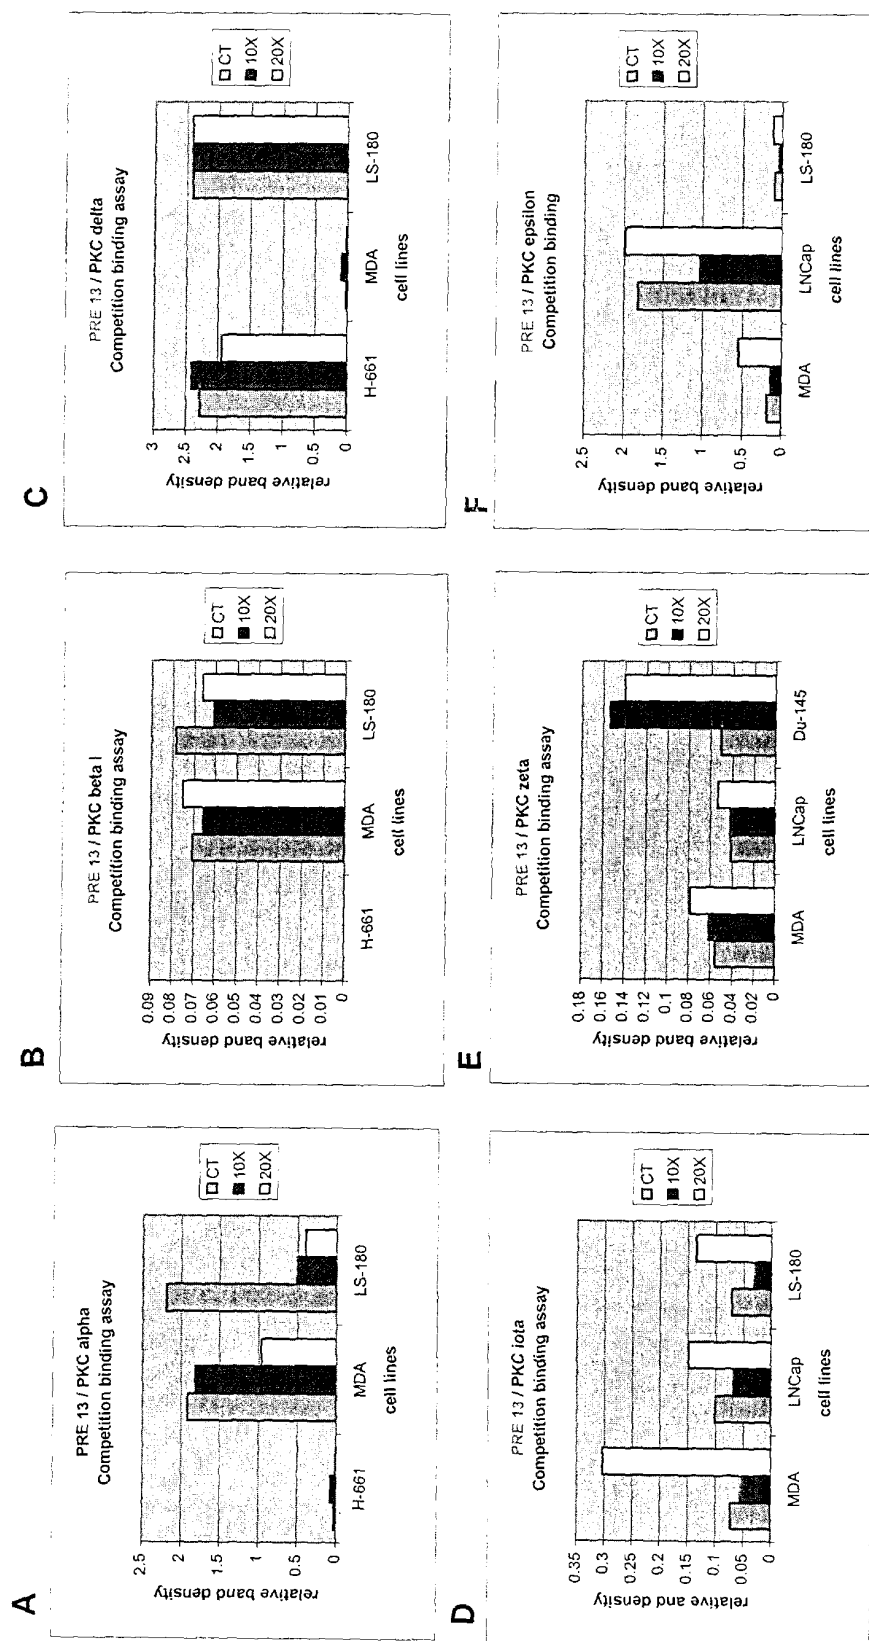 A
PRE 13 / PKC alpha
Competition binding assay
relative band density
2.5
2
1.5
1
0.5
0
H-661
MDA
LS-180
cell lines
CT
10X
20X
B
PRE 13 / PKC beta I
Competition binding assay
relative band density
0.09
0.08
0.07
0.06
0.05
0.04
0.03
0.02
0.01
0
H-661
MDA
LS-180
cell lines
CT
10X
20X
C
PRE 13 / PKC delta
Competition binding assay
relative band density
3
2.5
2
1.5
1
0.5
0
H-661
MDA
LS-180
cell lines
CT
10X
20X
D
PRE 13 / PKC iota
Competition binding assay
relative and density
0.35
0.3
0.25
0.2
0.15
0.1
0.05
0
MDA
LNCap
LS-180
cell lines
CT
10X
20X
E
PRE 13 / PKC zeta
Competition binding assay
relative band density
0.18
0.16
0.14
0.12
0.1
0.08
0.06
0.04
0.02
0
MDA
LNCap
Du-145
cell lines
CT
10X
20X
F
PRE 13 / PKC epsilon
Competition binding
relative band density
2.5
2
1.5
1
0.5
0
MDA
LNCap
LS-180
cell lines
CT
10X
20X